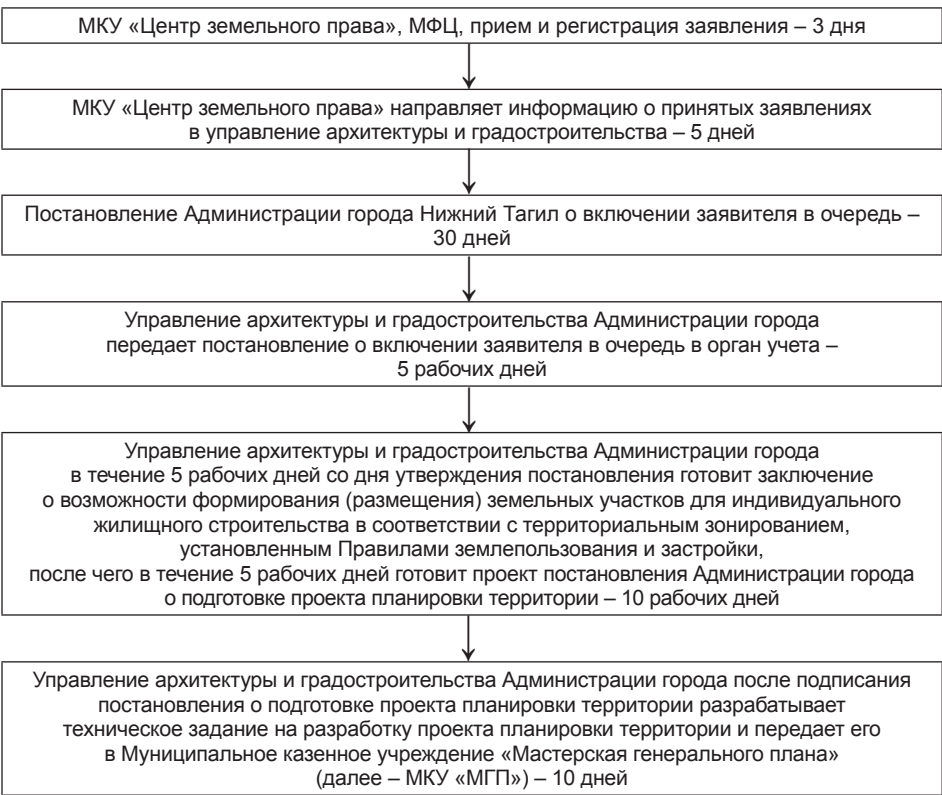 МКУ «Центр земельного права», МФЦ, прием и регистрация заявления – 3 дня
МКУ «Центр земельного права» направляет информацию о принятых заявлениях
в управление архитектуры и градостроительства – 5 дней
Постановление Администрации города Нижний Тагил о включении заявителя в очередь –
30 дней
Управление архитектуры и градостроительства Администрации города
передает постановление о включении заявителя в очередь в орган учета –
5 рабочих дней
Управление архитектуры и градостроительства Администрации города
в течение 5 рабочих дней со дня утверждения постановления готовит заключение
о возможности формирования (размещения) земельных участков для индивидуального
жилищного строительства в соответствии с территориальным зонированием,
установленным Правилами землепользования и застройки,
после чего в течение 5 рабочих дней готовит проект постановления Администрации города
о подготовке проекта планировки территории – 10 рабочих дней
Управление архитектуры и градостроительства Администрации города после подписания
постановления о подготовке проекта планировки территории разрабатывает
техническое задание на разработку проекта планировки территории и передает его
в Муниципальное казенное учреждение «Мастерская генерального плана»
(далее – МКУ «МГП») – 10 дней